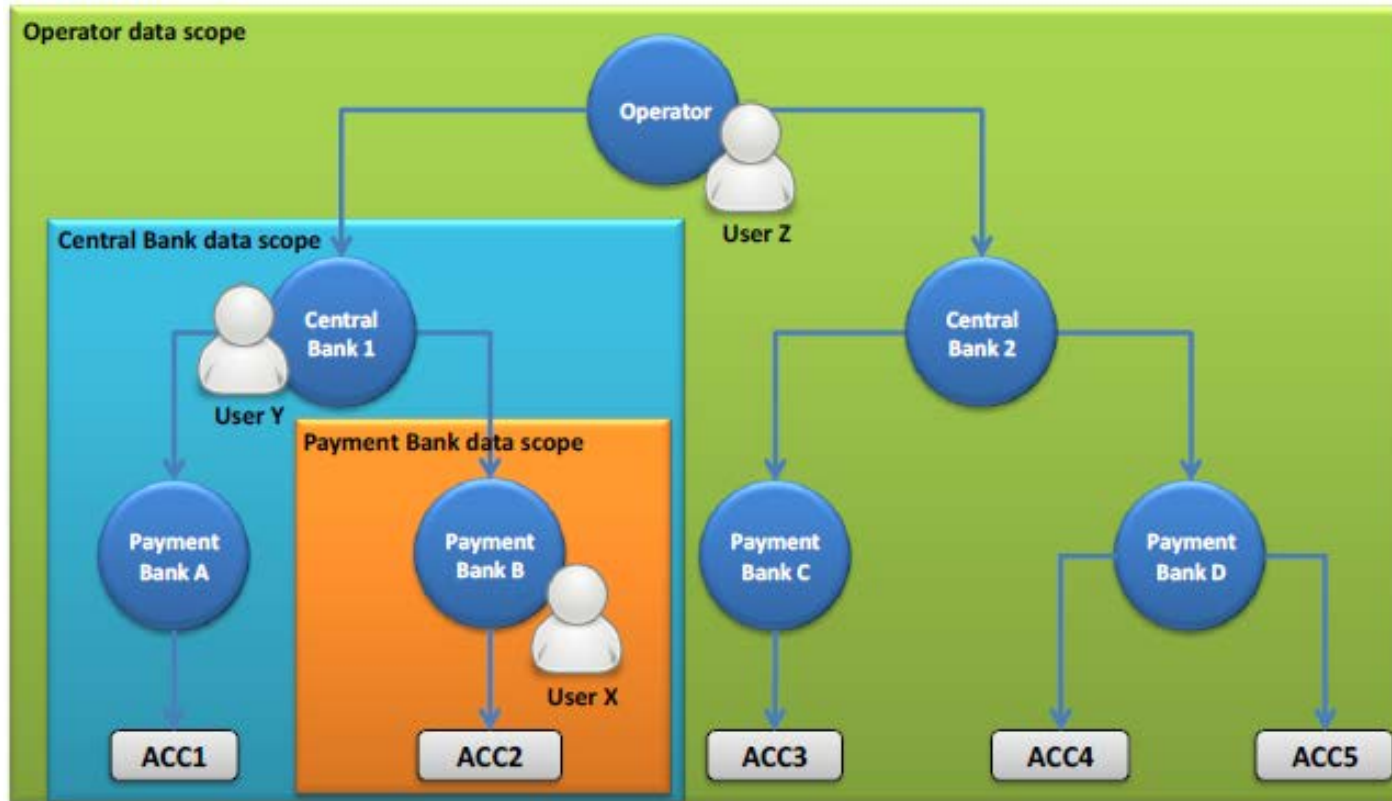 Operator data scope
Operator
User Z
Central Bank data scope
Central
Bank 1
User Y
Central
Bank 2
Payment Bank data scope
Payment
Bank A
Payment
Bank B
User X
Payment
Bank C
Payment
Bank D
ACC1
ACC2
ACC3
ACC4
ACC5